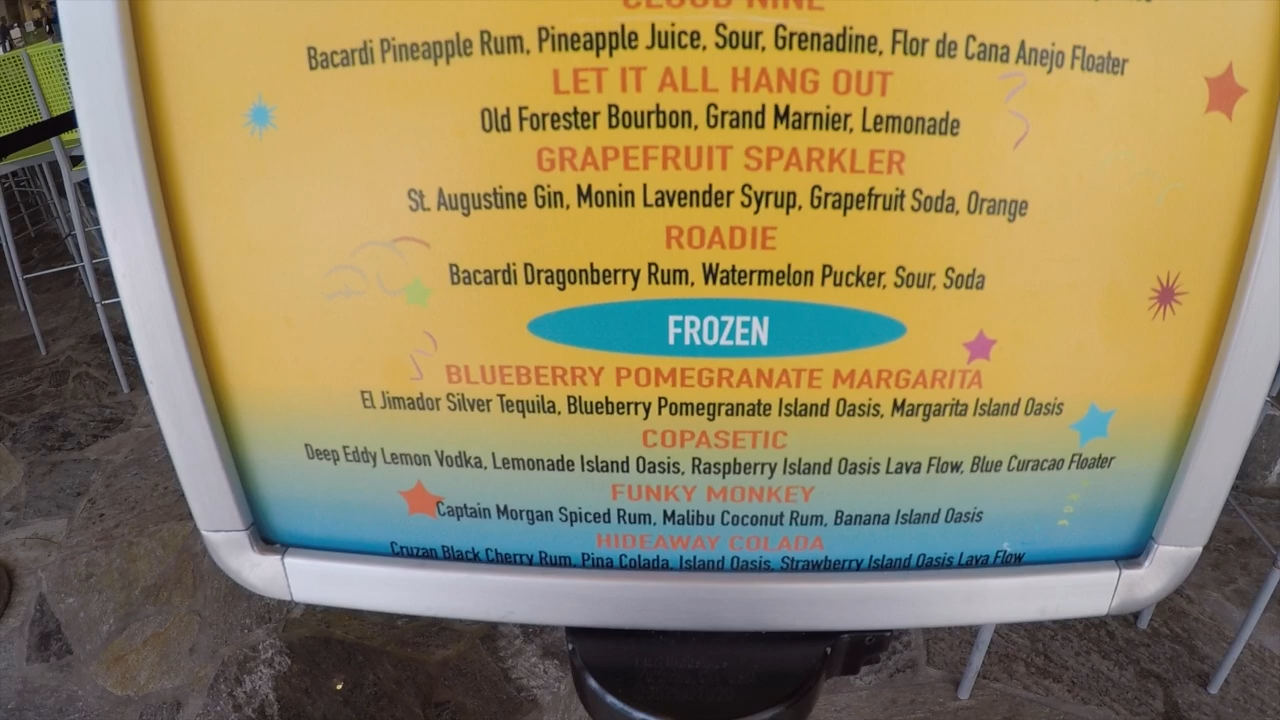 CLOUD NINE
Bacardi Pineapple Rum, Pineapple Juice, Sour, Grenadine, Flor de Cana Anejo Floater
LET IT ALL HANG OUT
Old Forester Bourbon, Grand Marnier, Lemonade
GRAPEFRUIT SPARKLER
St. Augustine Gin, Monin Lavender Syrup, Grapefruit Soda, Orange
ROADIE
Bacardi Dragonberry Rum, Watermelon Pucker, Sour, Soda
FROZEN
BLUEBERRY POMEGRANATE MARGARITA
El Jimador Silver Tequila, Blueberry Pomegranate Island Oasis, Margarita Island Oasis
COPASETIC
Deep Eddy Lemon Vodka, Lemonade Island Oasis, Raspberry Island Oasis Lava Flow, Blue Curacao Floater
FUNKY MONKEY
Captain Morgan Spiced Rum, Malibu Coconut Rum, Banana Island Oasis
HIDEAWAY COLADA
Cruzan Black Cherry Rum, Pina Colada, Island Oasis, Strawberry Island Oasis Lava Flow